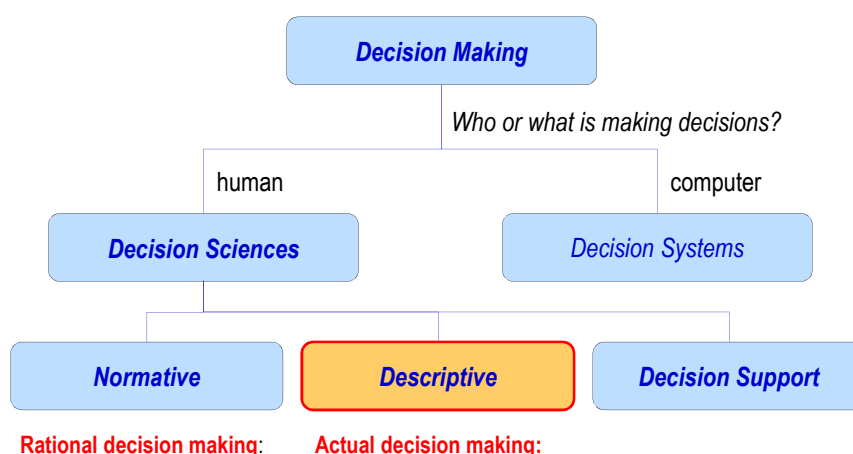 Decision Making
Who or what is making decisions?
human
computer
Decision Sciences
Decision Systems
Normative
Descriptive
Decision Support
Rational decision making:
Actual decision making: